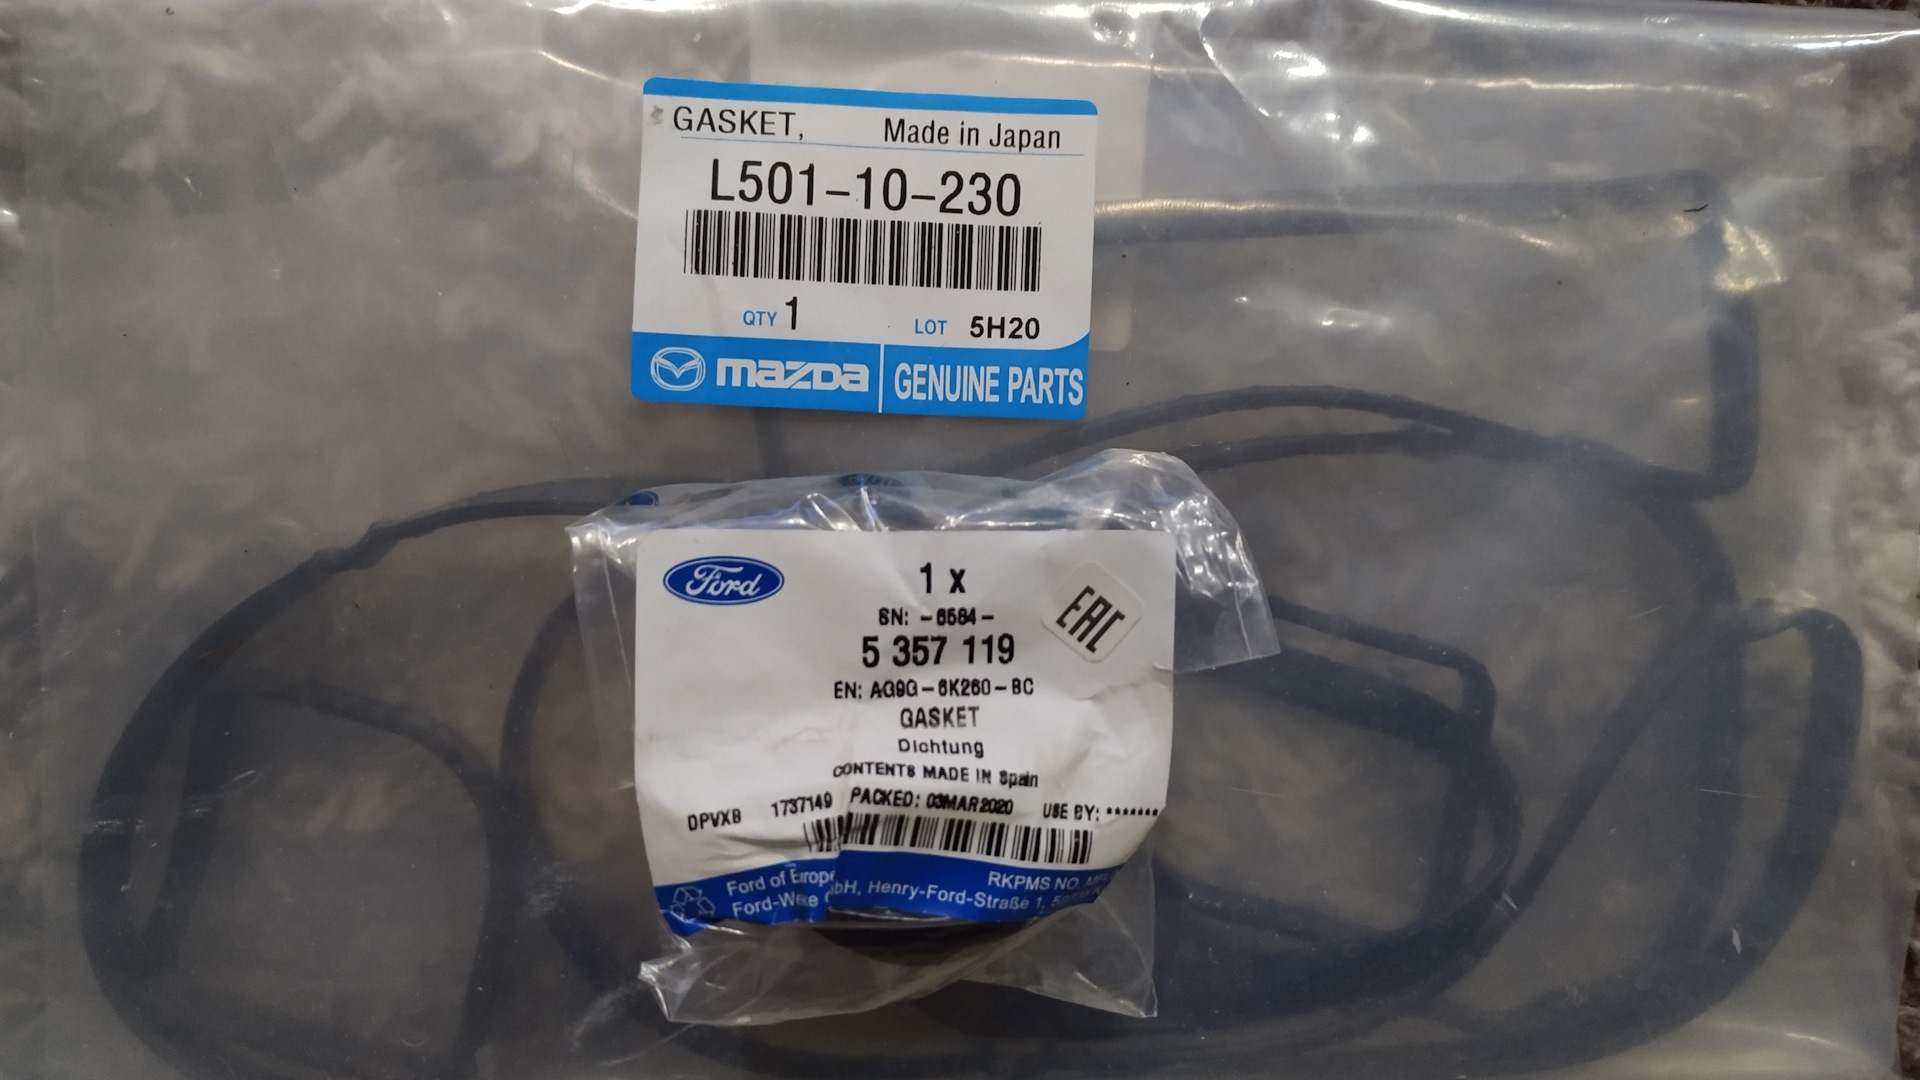 GASKET, Made in Japan
L501-10-230
QTY 1 LOT 5H20
mazda GENUINE PARTS
Ford
1 x
EAC
SN: -6584-
5 357 119
EN: AG9G-6K260-BC
GASKET
Dichtung
CONTENTS MADE IN Spain
DPVXB 1737149 PACKED: 03MAR2020 USE BY: *******
Ford of Europe RKPMS NO.
Henry-Ford-Straße 1,